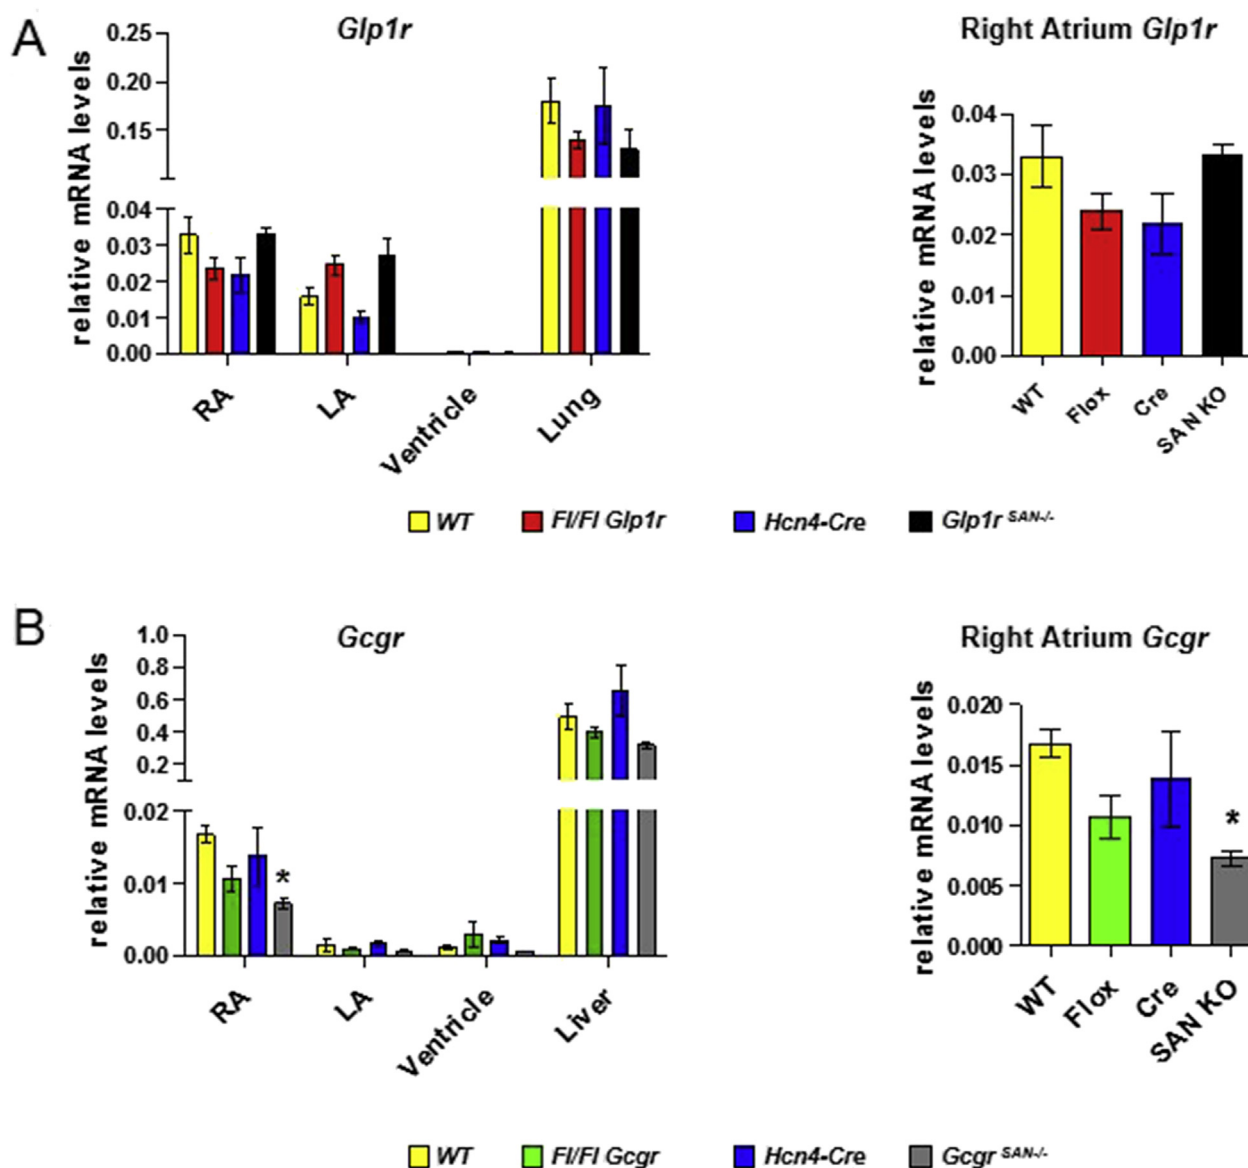 A
Glp1r
Right Atrium Glp1r
relative mRNA levels
0.25
0.20
0.15
0.04
0.03
0.02
0.01
0.00
RA
LA
Ventricle
Lung
relative mRNA levels
0.04
0.03
0.02
0.01
0.00
WT
Flox
Cre
SAN KO
WT
Fl/Fl Glp1r
Hcn4-Cre
Glp1r SAN-/-
B
Gcgr
Right Atrium Gcgr
relative mRNA levels
1.0
0.8
0.6
0.4
0.2
0.02
0.01
0.00
*
RA
LA
Ventricle
Liver
relative mRNA levels
0.020
0.015
0.010
0.005
0.000
*
WT
Flox
Cre
SAN KO
WT
Fl/Fl Gcgr
Hcn4-Cre
Gcgr SAN-/-